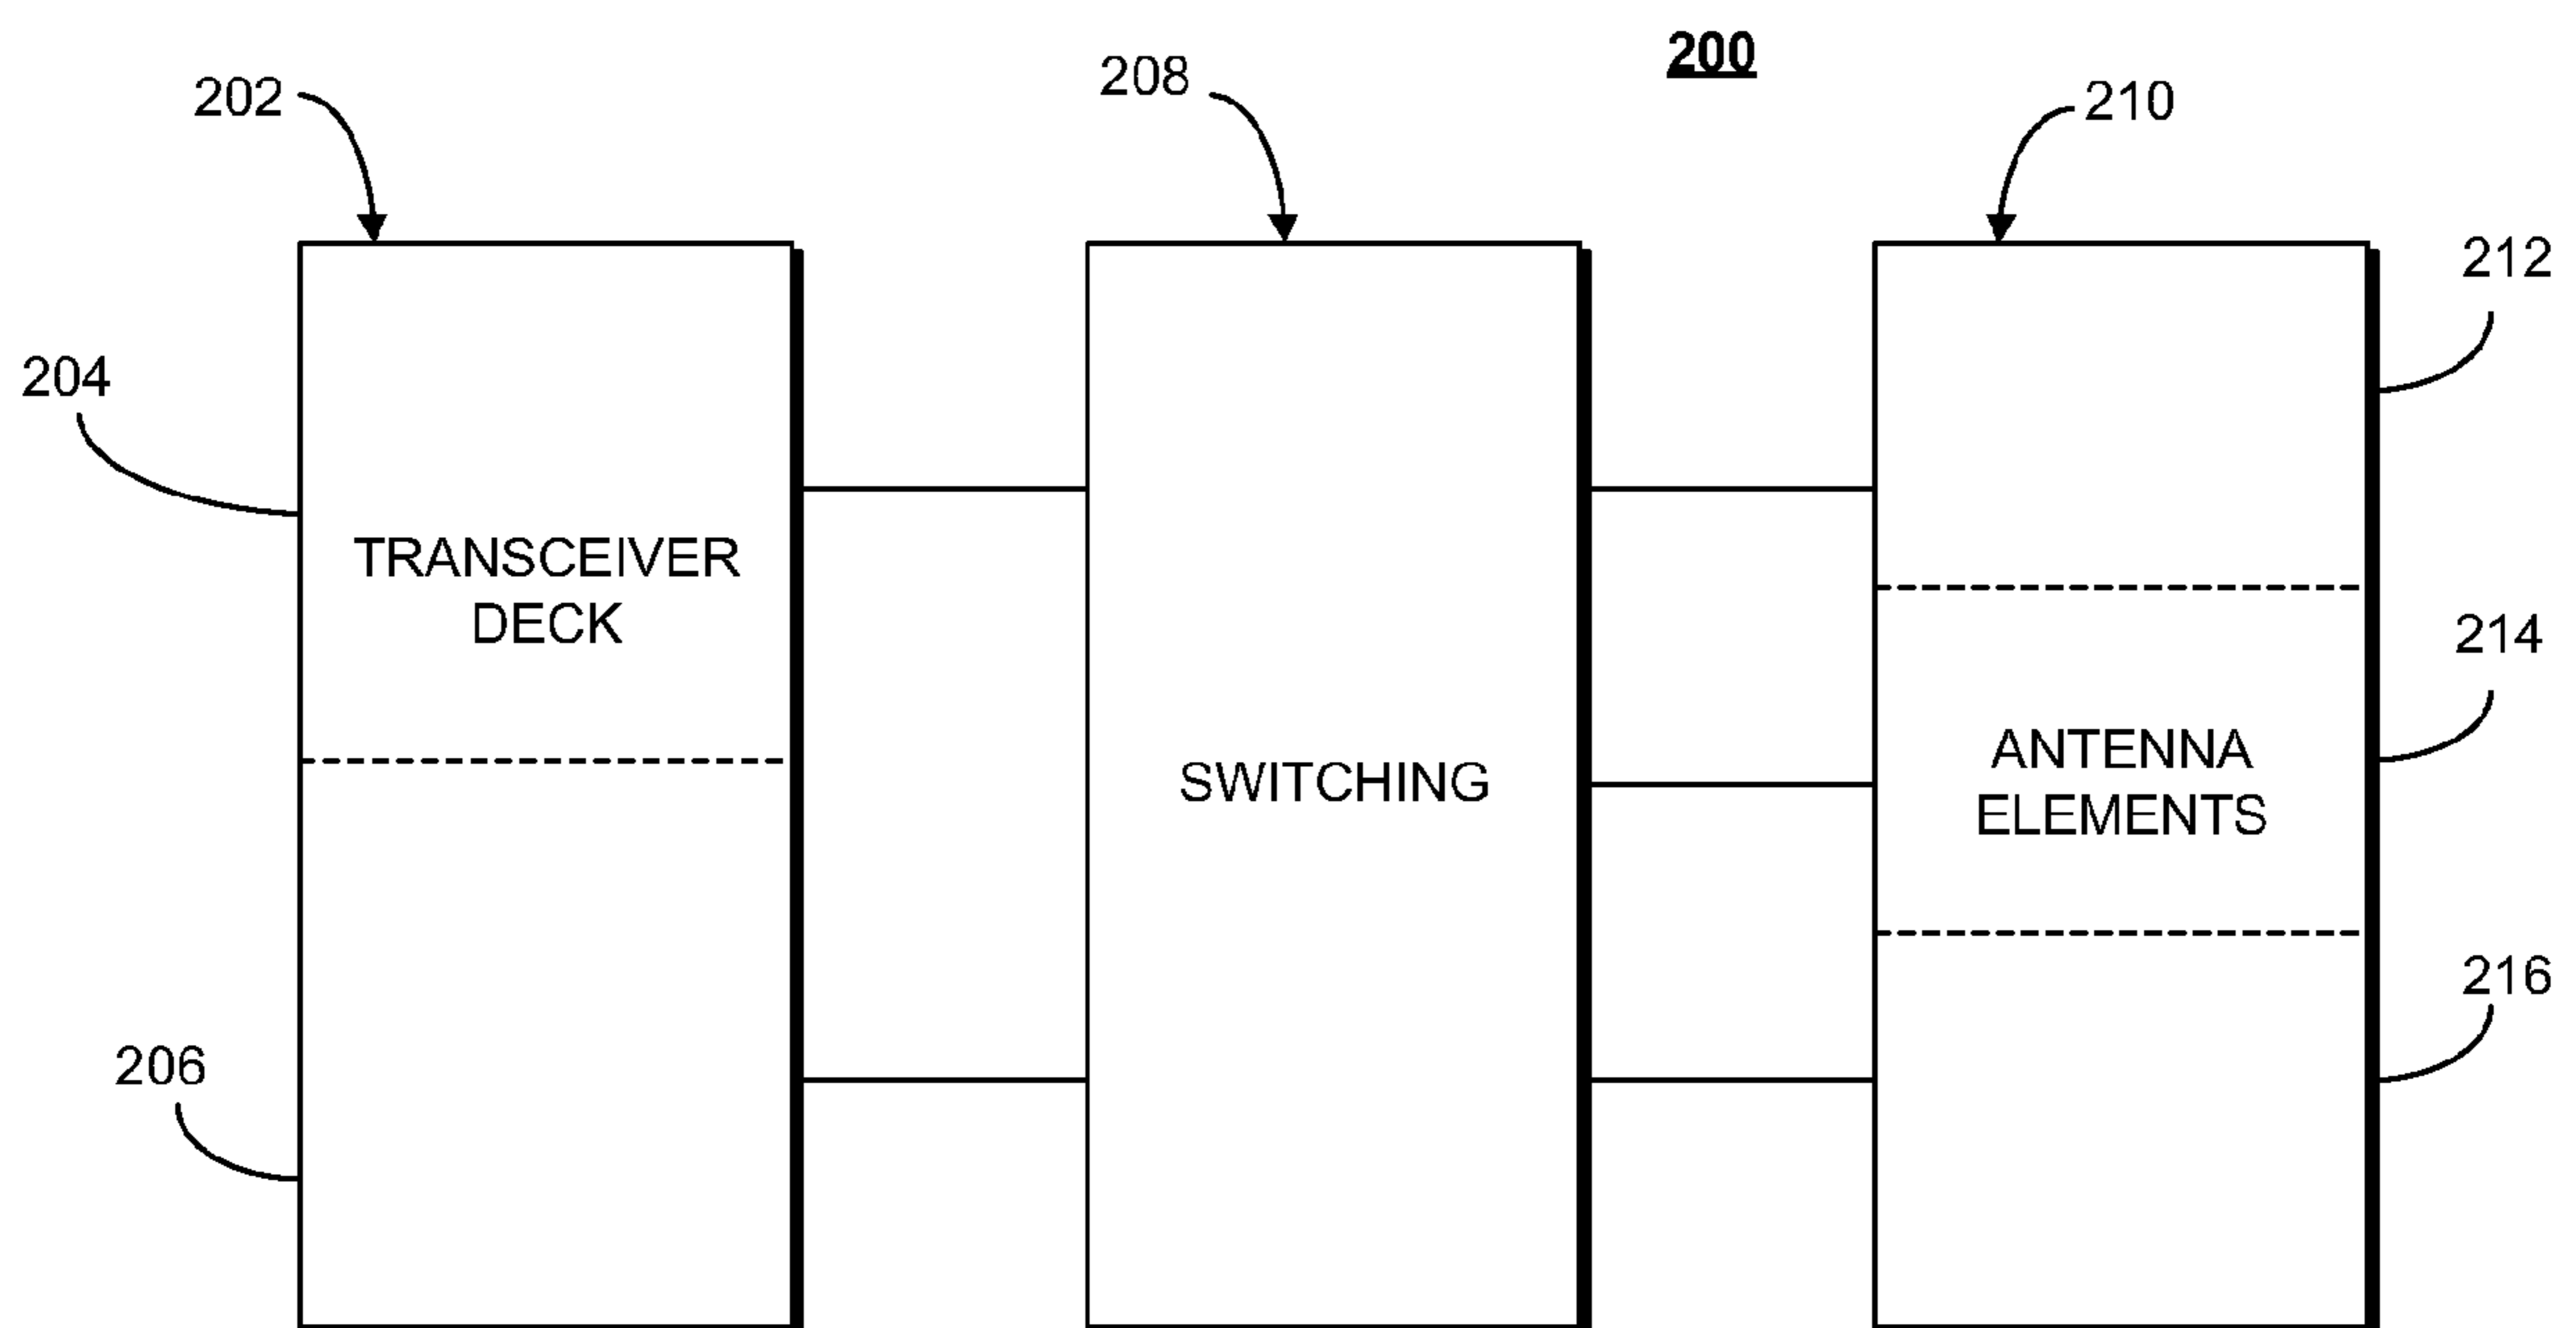 200
202
208
210
212
204
TRANSCEIVER
DECK
214
SWITCHING
ANTENNA
ELEMENTS
216
206